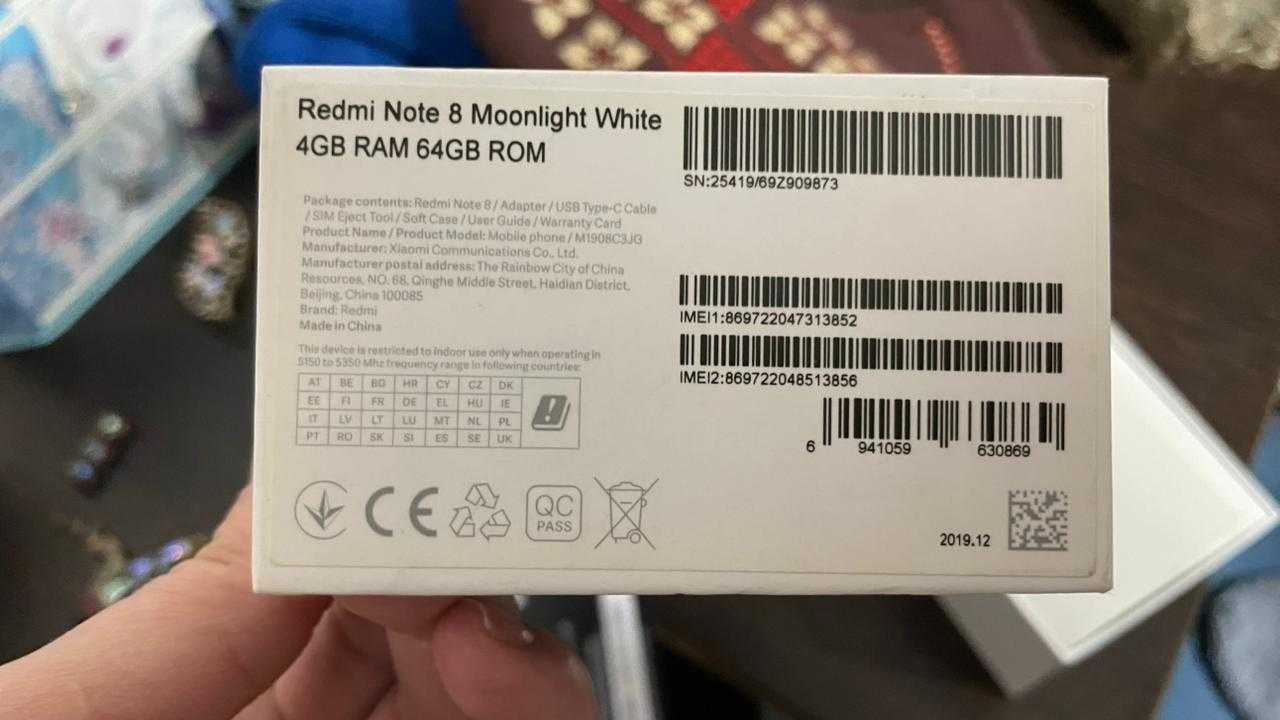 Redmi Note 8 Moonlight White
4GB RAM 64GB ROM
Package contents: Redmi Note 8 / Adapter / USB Type-C Cable
/ SIM Eject Tool / Soft Case / User Guide / Warranty Card
Product Name / Product Model: Mobile phone / M1908C3JG
Manufacturer: Xiaomi Communications Co., Ltd.
Manufacturer postal address: The Rainbow City of China
Resources, NO. 68, Qinghe Middle Street, Haidian District,
Beijing, China 100085
Brand: Redmi
Made in China
This device is restricted to indoor use only when operating in
5150 to 5350 Mhz frequency range in following countries:
AT BE BG HR CY CZ DK
EE FI FR DE EL HU IE
IT LV LT LU MT NL PL
PT RO SK SI ES SE UK
CE
QC
PASS
SN:25419/69Z909873
IMEI1:869722047313852
IMEI2:869722048513856
6 941059 630869
2019.12